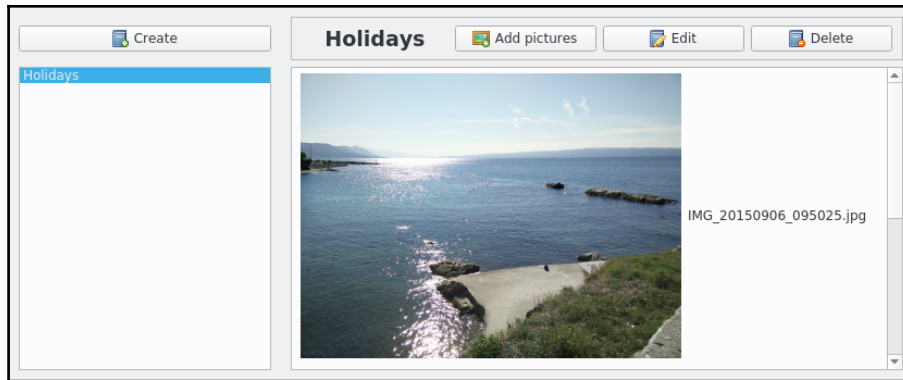 Create
Holidays
Holidays
Add pictures
Edit
Delete
IMG_20150906_095025.jpg